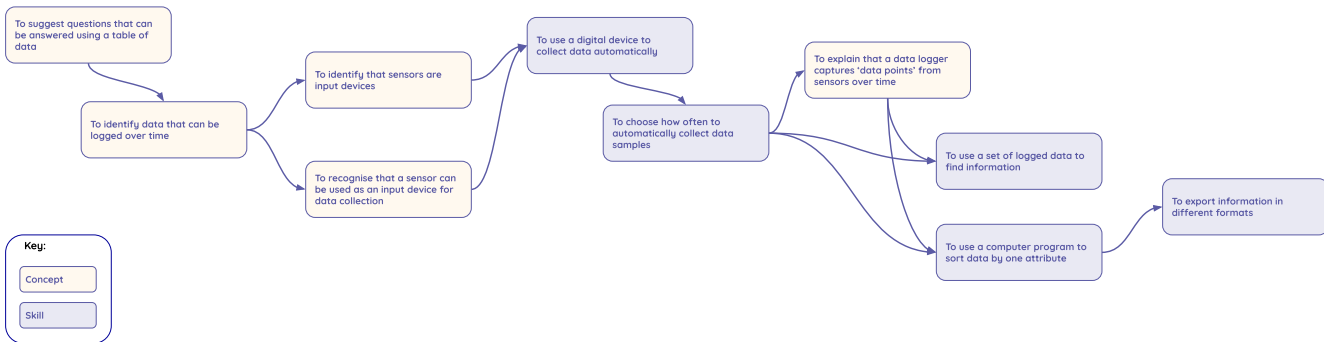 To suggest questions that can
be answered using a table of
data
To identify data that can be
logged over time
To identify that sensors are
input devices
To recognise that a sensor can
be used as an input device for
data collection
To use a digital device to
collect data automatically
To choose how often to
automatically collect data
samples
To explain that a data logger
captures ‘data points’ from
sensors over time
To use a set of logged data to
find information
To use a computer program to
sort data by one attribute
To export information in
different formats
Key:
Concept
Skill